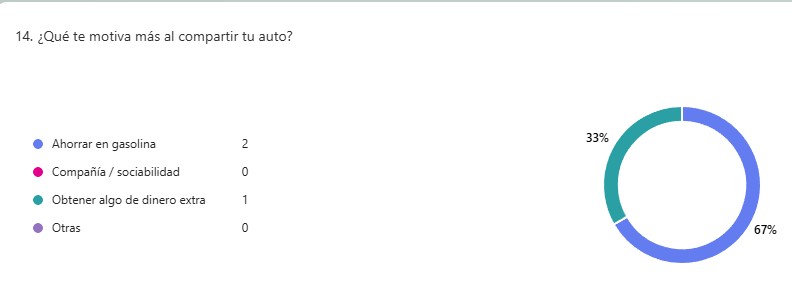 14. ¿Qué te motiva más al compartir tu auto?
Ahorrar en gasolina 2
Compañía / sociabilidad 0
Obtener algo de dinero extra 1
Otras 0
33%
67%